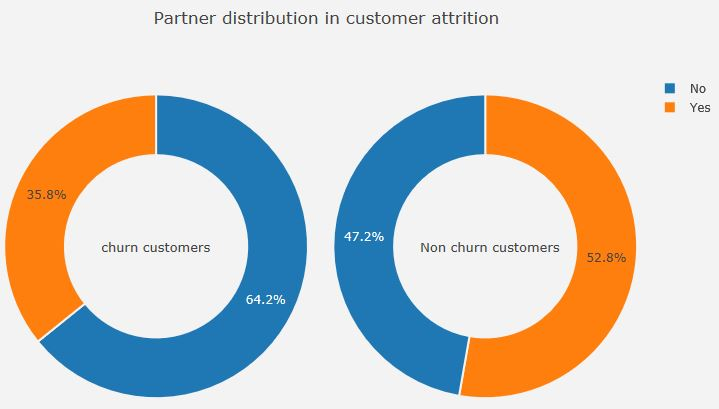 Partner distribution in customer attrition
No
Yes
35.8%
churn customers
64.2%
47.2%
Non churn customers
52.8%